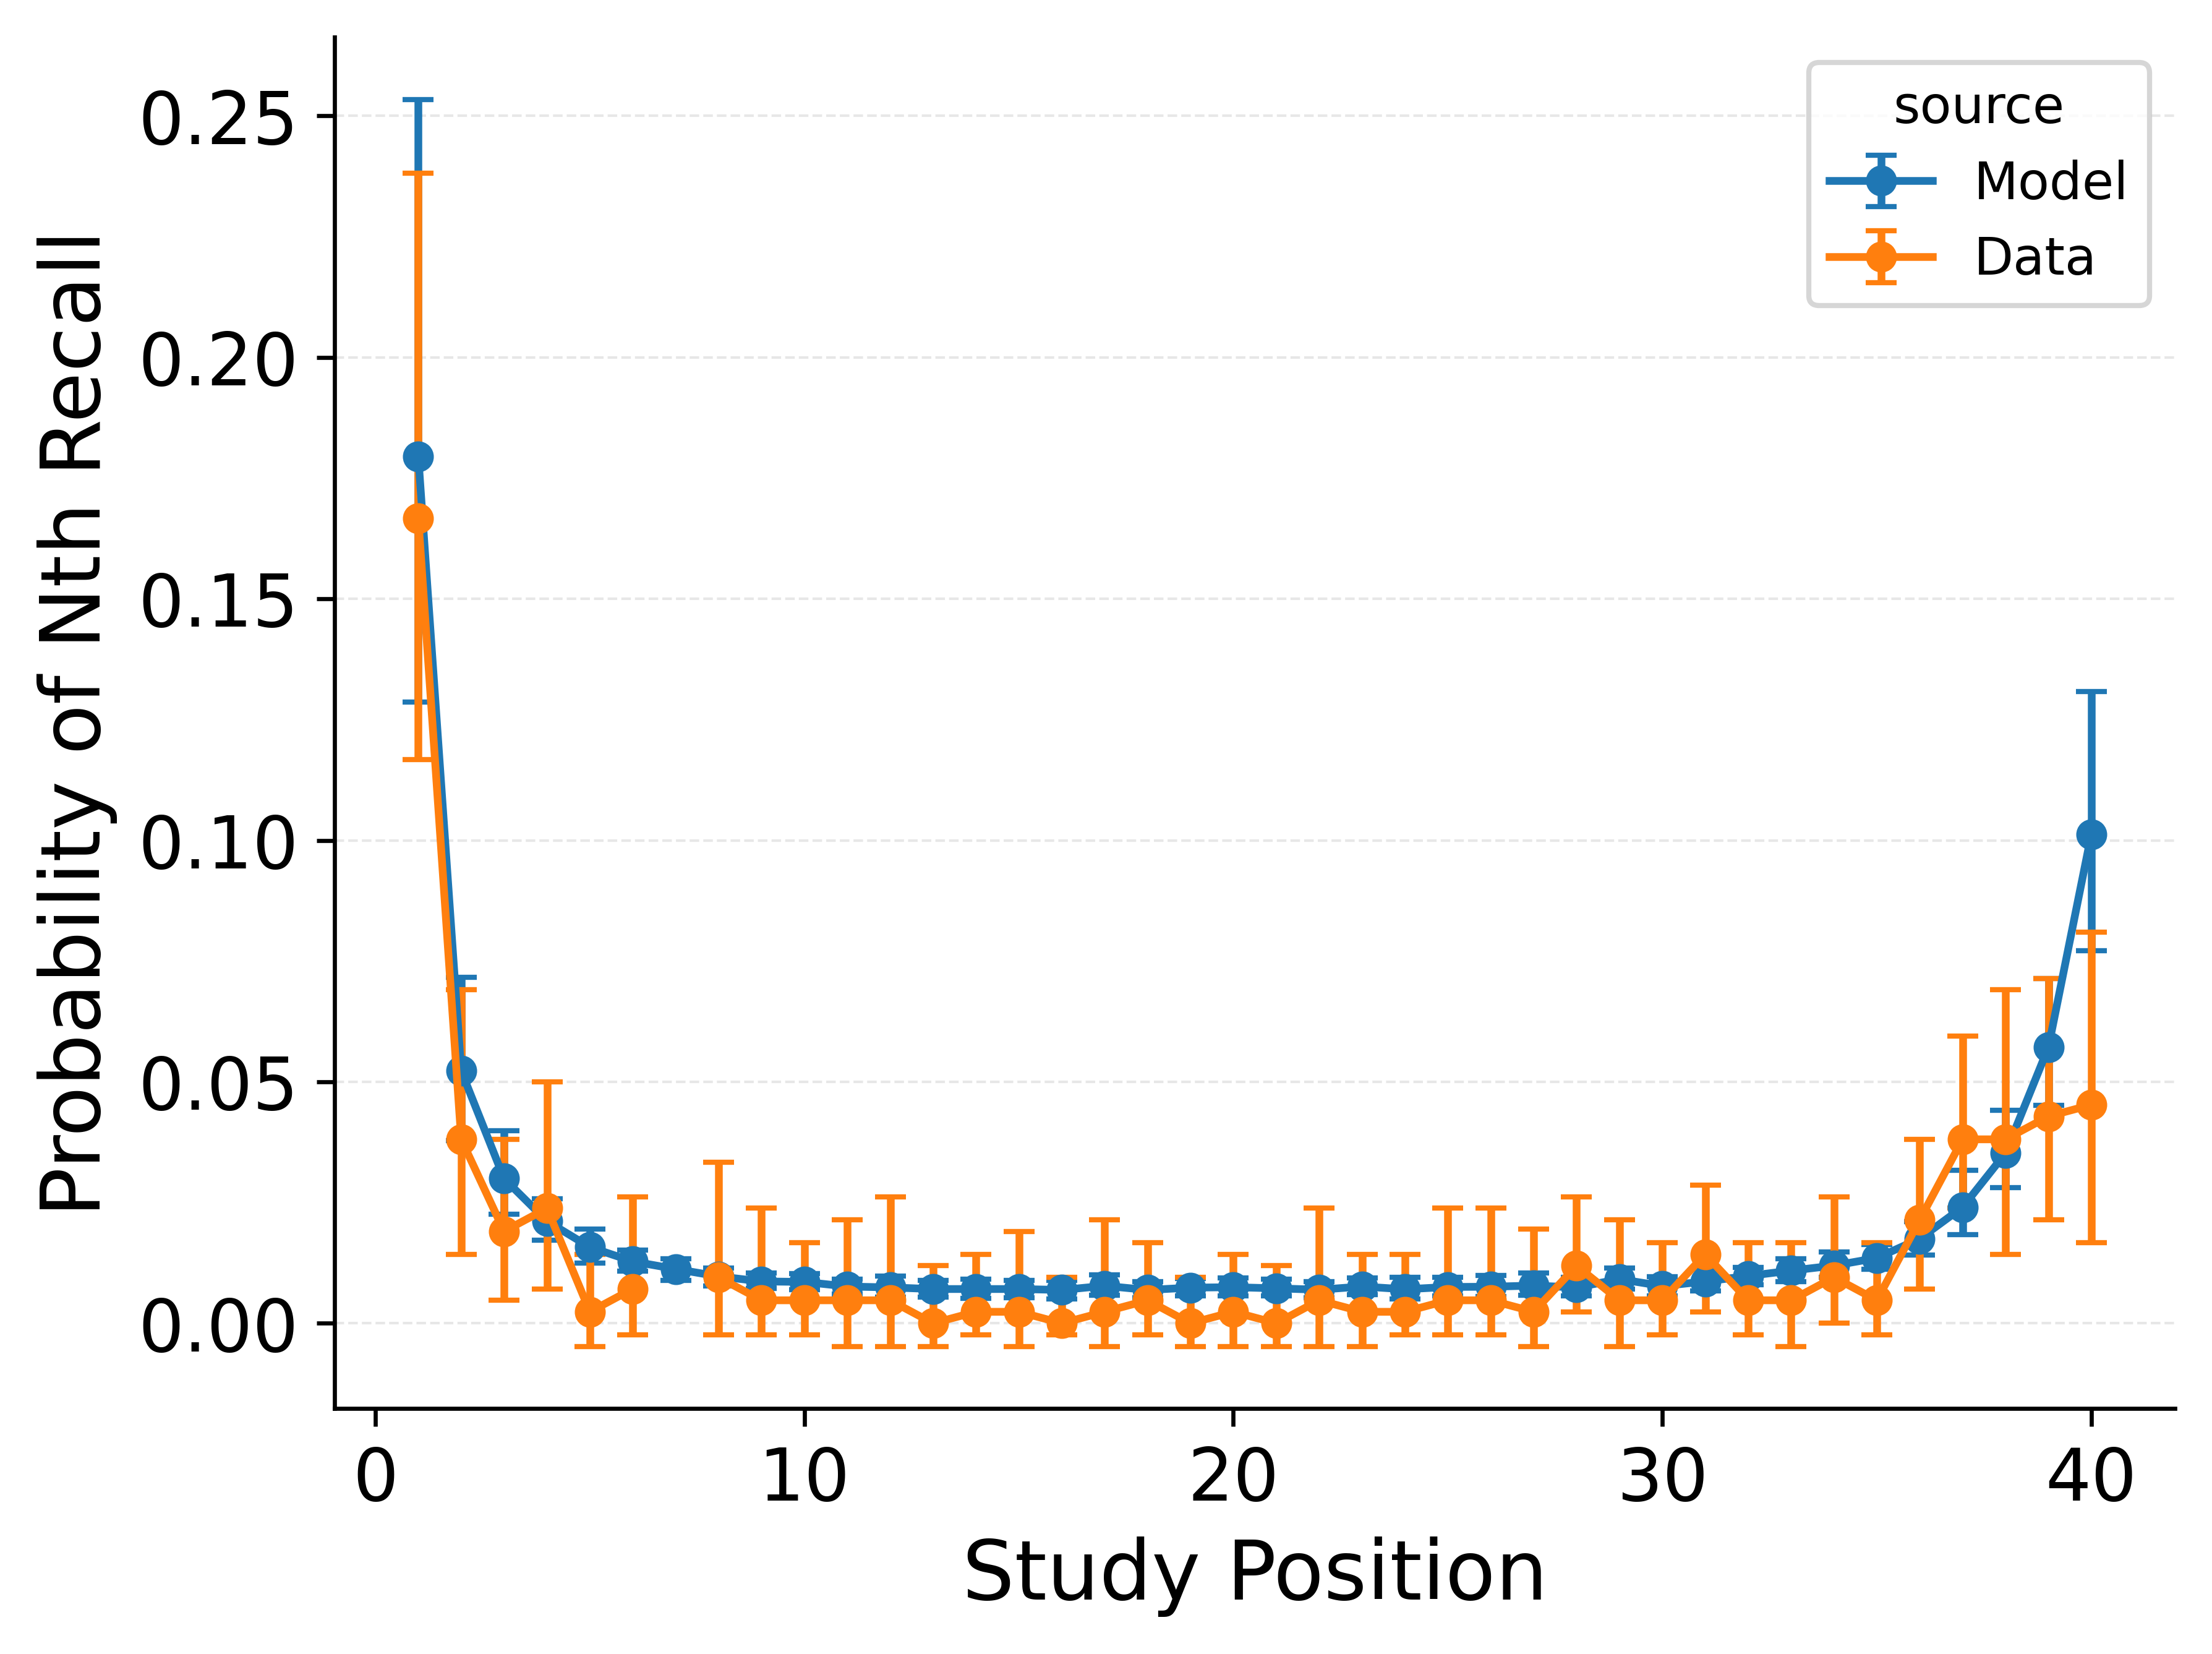 source
Model
Data
0.25
0.20
0.15
0.10
0.05
0.00
Probability of Nth Recall
0 10 20 30 40
Study Position